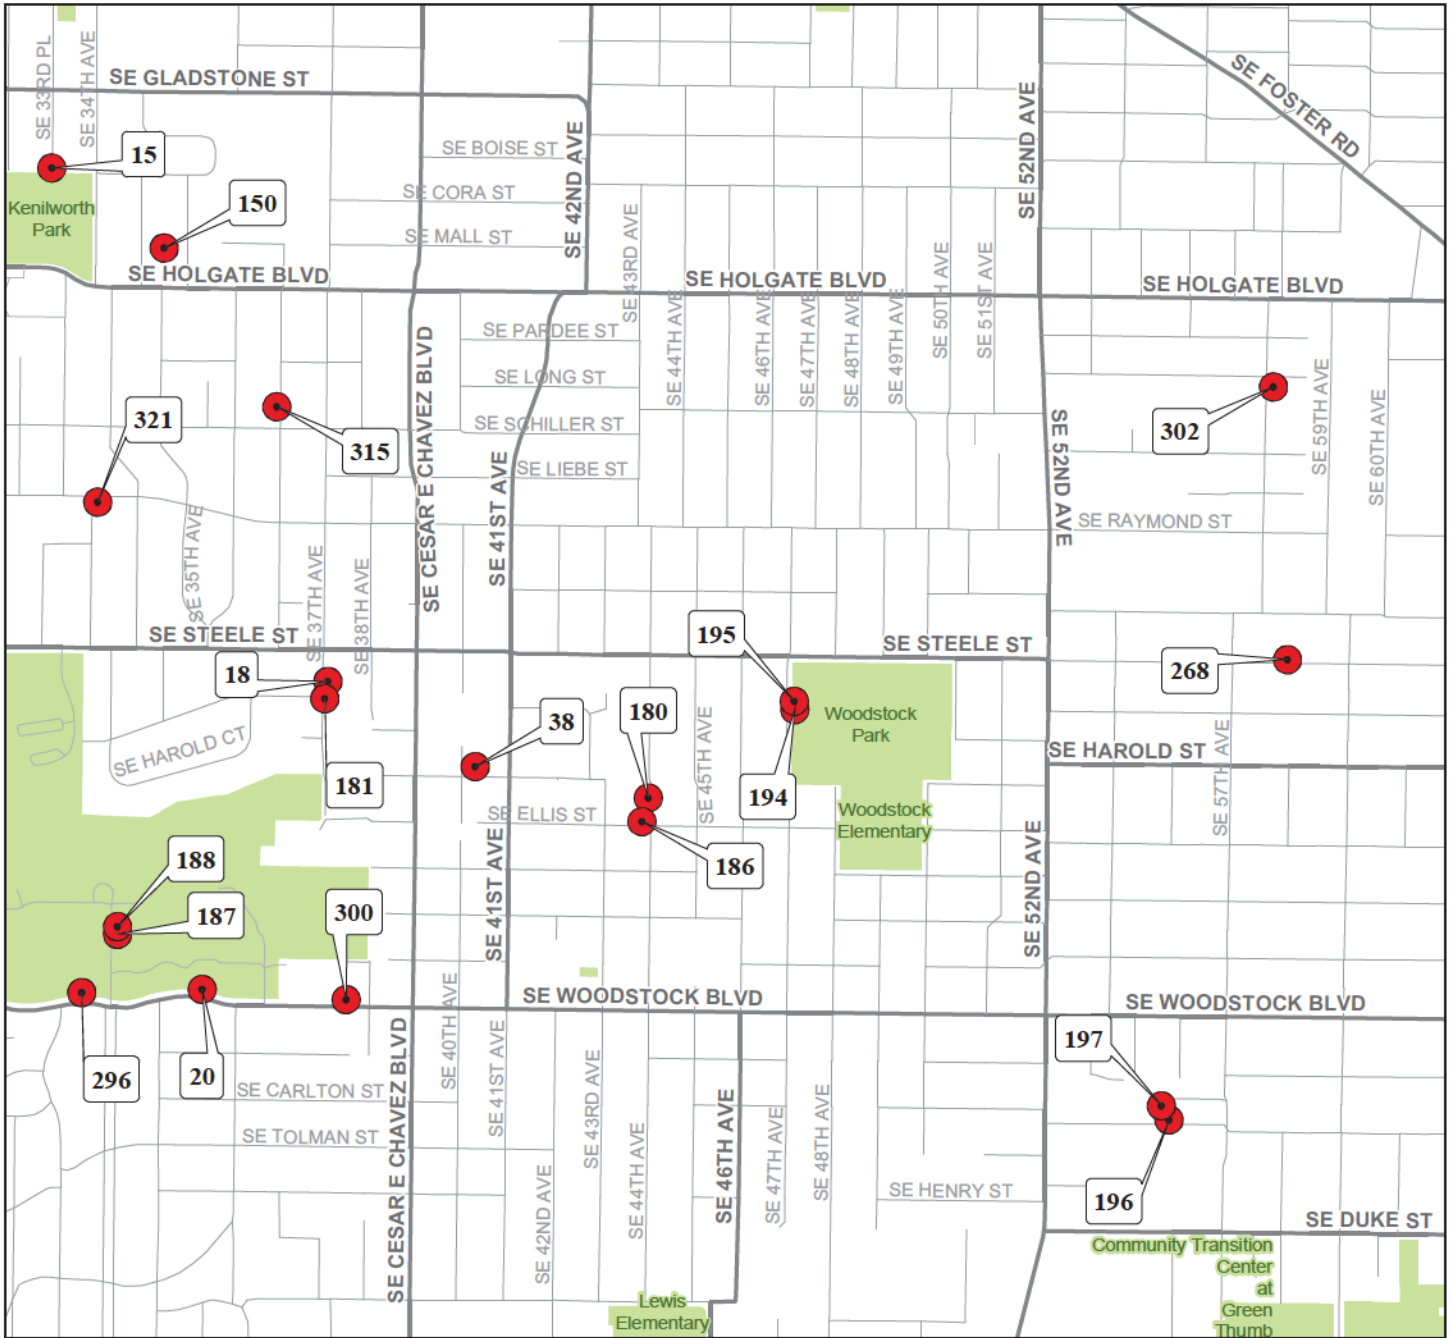 SE GLADSTONE ST
SE 33RD PL
SE 34TH AVE
SE FOSTER RD
SE 42ND AVE
SE 52ND AVE
15
SE BOISE ST
150
SE CORA ST
Kenilworth
Park
SE MALL ST
SE 43RD AVE
SE 50TH AVE
SE 51ST AVE
SE HOLGATE BLVD
SE HOLGATE BLVD
SE HOLGATE BLVD
SE PARDEE ST
SE 44TH AVE
SE 46TH AVE
SE 47TH AVE
SE 48TH AVE
SE 49TH AVE
SE LONG ST
SE CESAR E CHAVEZ BLVD
SE 59TH AVE
SE 60TH AVE
321
315
SE SCHILLER ST
302
SE LIEBE ST
SE 41ST AVE
SE 52ND AVE
SE RAYMOND ST
SE 35TH AVE
SE 37TH AVE
SE 38TH AVE
SE STEELE ST
195
SE STEELE ST
18
268
38
180
Woodstock
Park
SE HAROLD CT
SE 45TH AVE
SE HAROLD ST
181
194
SE 57TH AVE
SE ELLIS ST
Woodstock
Elementary
188
186
SE 41ST AVE
SE 52ND AVE
187
300
SE WOODSTOCK BLVD
SE WOODSTOCK BLVD
SE 40TH AVE
197
SE 41ST AVE
296
20
SE CARLTON ST
SE 43RD AVE
SE TOLMAN ST
SE CESAR E CHAVEZ BLVD
SE 42ND AVE
SE 44TH AVE
SE 46TH AVE
SE 47TH AVE
SE 48TH AVE
SE HENRY ST
196
SE DUKE ST
Community Transition
Center
at
Green
Thumb
Lewis
Elementary